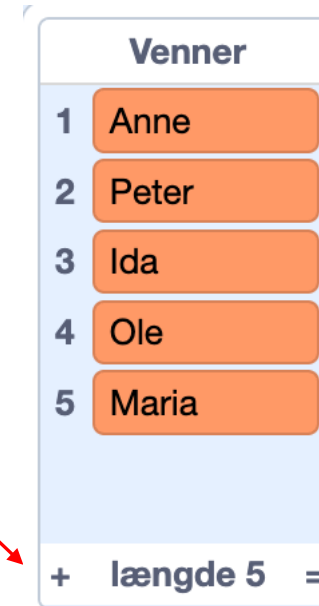 Venner
1 Anne
2 Peter
3 Ida
4 Ole
5 Maria
+ længde 5 =